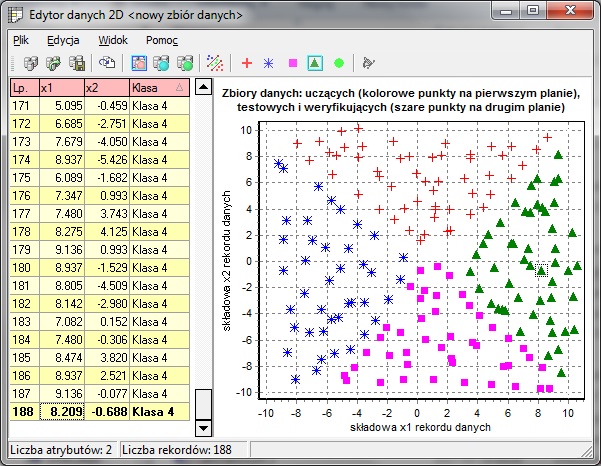 Edytor danych 2D <nowy zbiór danych>
Plik Edycja Widok Pomoc
Lp. x1 x2 Klasa
171 5.095 -0.459 Klasa 4
172 6.685 -2.751 Klasa 4
173 7.679 -4.050 Klasa 4
174 8.937 -5.426 Klasa 4
175 6.089 -1.682 Klasa 4
176 7.347 0.993 Klasa 4
177 7.480 3.743 Klasa 4
178 8.275 4.125 Klasa 4
179 9.136 0.993 Klasa 4
180 8.937 -1.529 Klasa 4
181 8.805 -4.509 Klasa 4
182 8.142 -2.980 Klasa 4
183 7.082 0.152 Klasa 4
184 7.480 -0.306 Klasa 4
185 8.474 3.820 Klasa 4
186 8.937 2.521 Klasa 4
187 9.136 -0.077 Klasa 4
188 8.209 -0.688 Klasa 4
Zbiory danych: uczących (kolorowe punkty na pierwszym planie),
testowych i weryfikujących (szare punkty na drugim planie)
składowa x2 rekordu danych
10
8
6
4
2
0
-2
-4
-6
-8
-10
-10 -8 -6 -4 -2 0 2 4 6 8 10
składowa x1 rekordu danych
Liczba atrybutów: 2 Liczba rekordów: 188